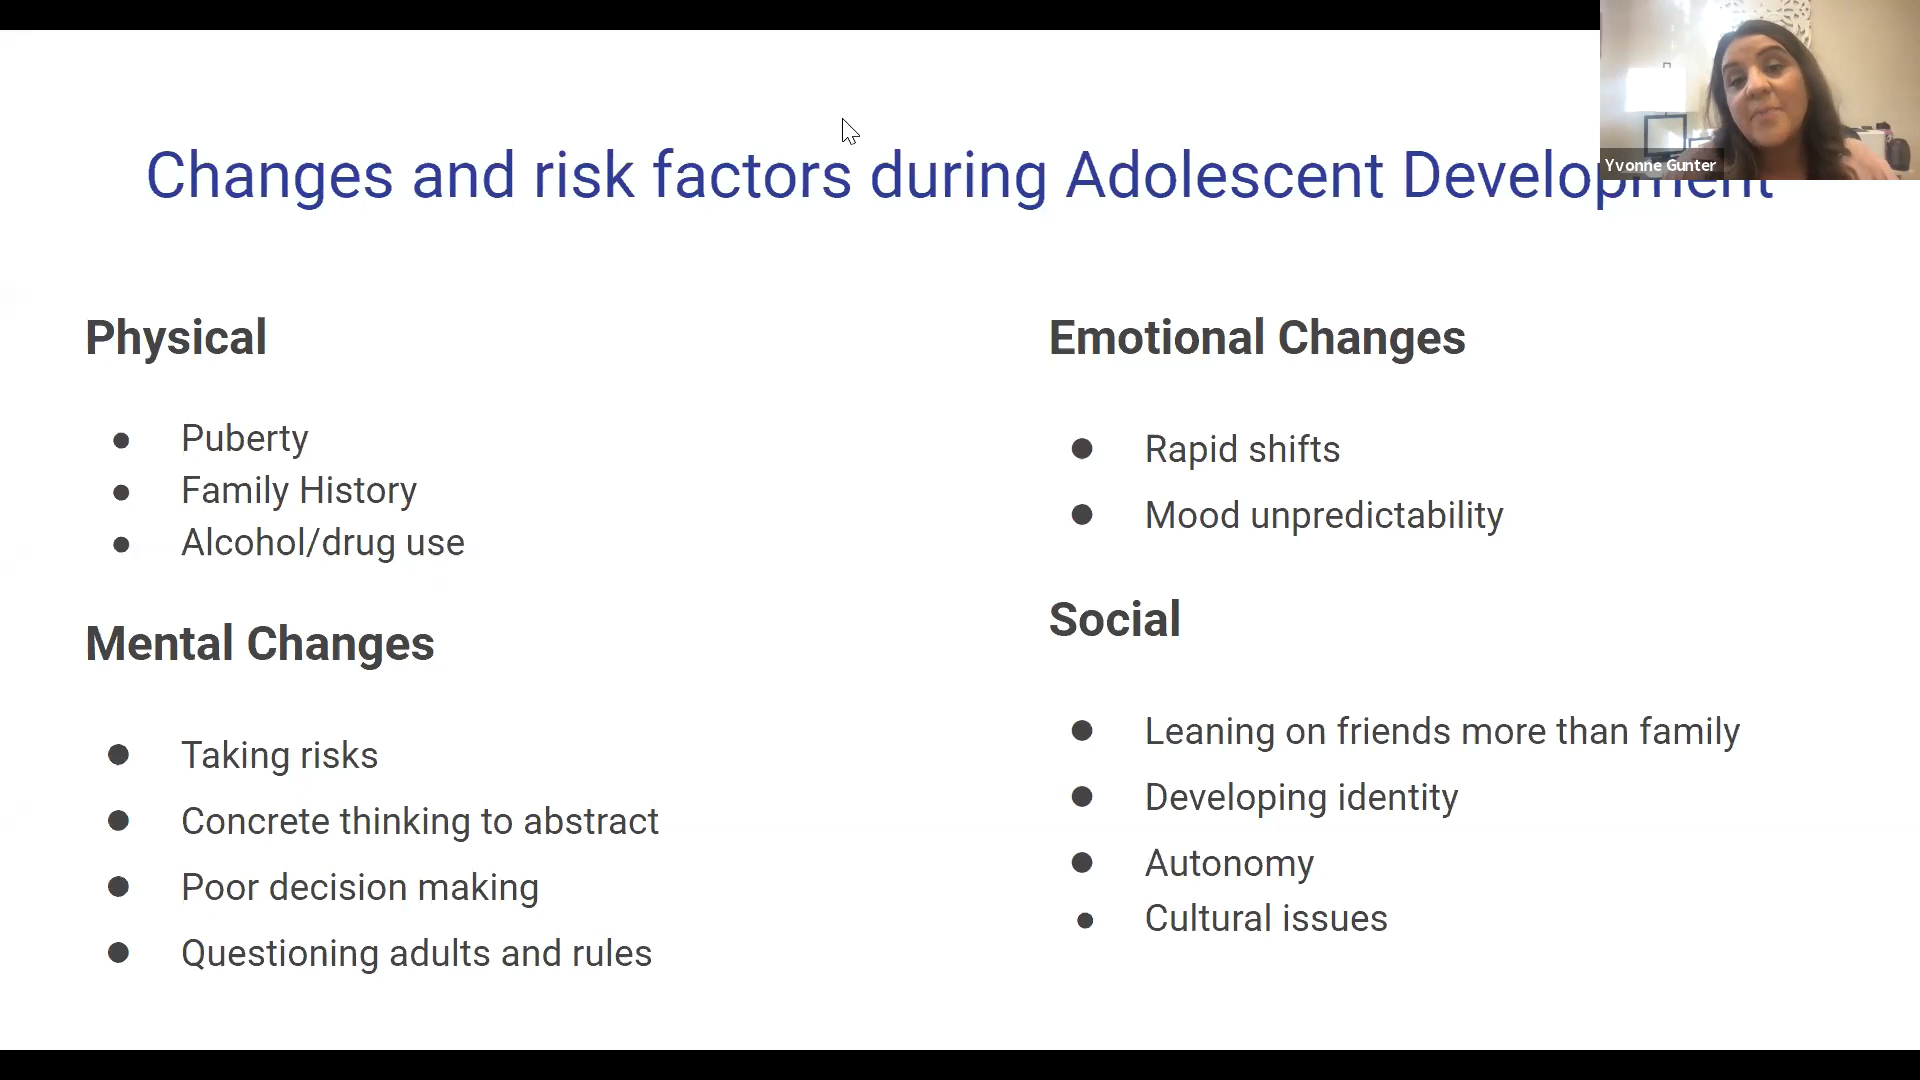 Changes and risk factors during Adolescent Development
Yvonne Gunter
Physical
Puberty
Family History
Alcohol/drug use
Mental Changes
Taking risks
Concrete thinking to abstract
Poor decision making
Questioning adults and rules
Emotional Changes
Rapid shifts
Mood unpredictability
Social
Leaning on friends more than family
Developing identity
Autonomy
Cultural issues